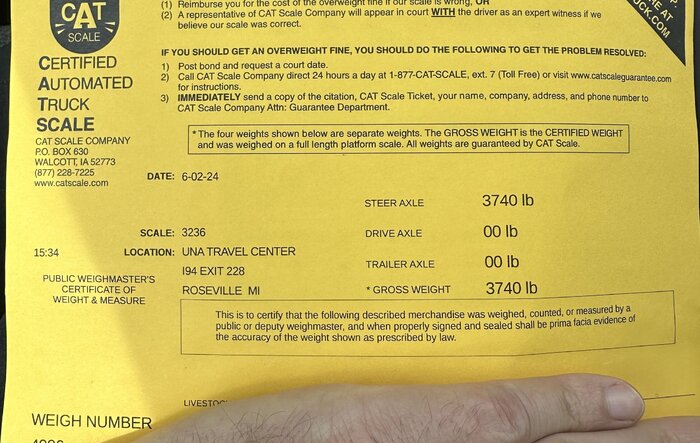 (1) Reimburse you for the cost of the overweight fine if our scale is wrong, OR
(2) A representative of CAT Scale Company will appear in court WITH the driver as an expert witness if we
believe our scale was correct.
CAT
SCALE
IF YOU SHOULD GET AN OVERWEIGHT FINE, YOU SHOULD DO THE FOLLOWING TO GET THE PROBLEM RESOLVED:
1) Post bond and request a court date.
2) Call CAT Scale Company direct 24 hours a day at 1-877-CAT-SCALE, ext. 7 (Toll Free) or visit www.catscaleguarantee.com
for instructions.
3) IMMEDIATELY send a copy of the citation, CAT Scale Ticket, your name, company, address, and phone number to
CAT Scale Company Attn: Guarantee Department.
CERTIFIED
AUTOMATED
TRUCK
SCALE
CAT SCALE COMPANY
P.O. BOX 630
WALCOTT, IA 52773
(877) 228-7225
www.catscale.com
* The four weights shown below are separate weights. The GROSS WEIGHT is the CERTIFIED WEIGHT
and was weighed on a full length platform scale. All weights are guaranteed by CAT Scale.
DATE: 6-02-24
STEER AXLE 3740 lb
SCALE: 3236
DRIVE AXLE 00 lb
15:34 LOCATION: UNA TRAVEL CENTER
TRAILER AXLE 00 lb
I94 EXIT 228
ROSEVILLE MI
* GROSS WEIGHT 3740 lb
PUBLIC WEIGHMASTER'S
CERTIFICATE OF
WEIGHT & MEASURE
This is to certify that the following described merchandise was weighed, counted, or measured by a
public or deputy weighmaster, and when properly signed and sealed shall be prima facia evidence of
the accuracy of the weight shown as prescribed by law.
WEIGH NUMBER